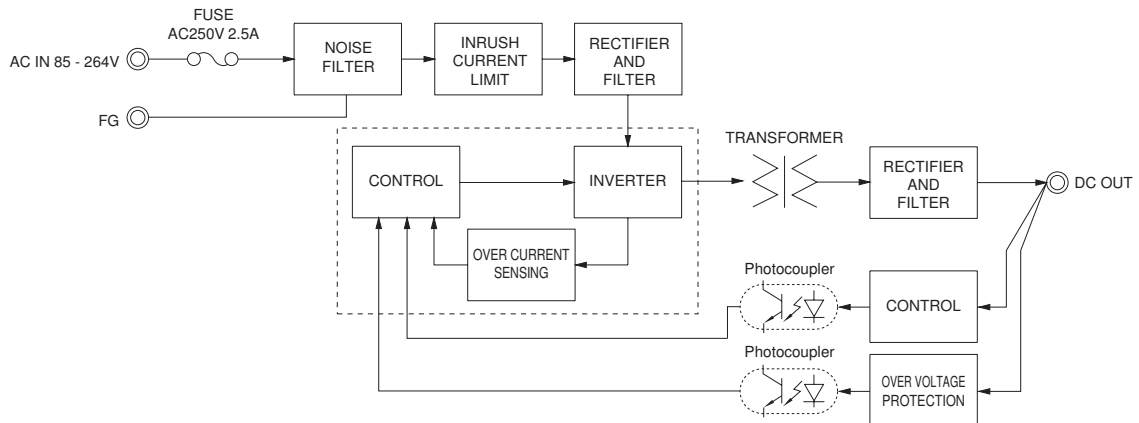 FUSE
AC250V 2.5A
AC IN 85 - 264V
NOISE
FILTER
INRUSH
CURRENT
LIMIT
RECTIFIER
AND
FILTER
FG
TRANSFORMER
CONTROL
INVERTER
RECTIFIER
AND
FILTER
DC OUT
OVER CURRENT
SENSING
Photocoupler
CONTROL
Photocoupler
OVER VOLTAGE
PROTECTION